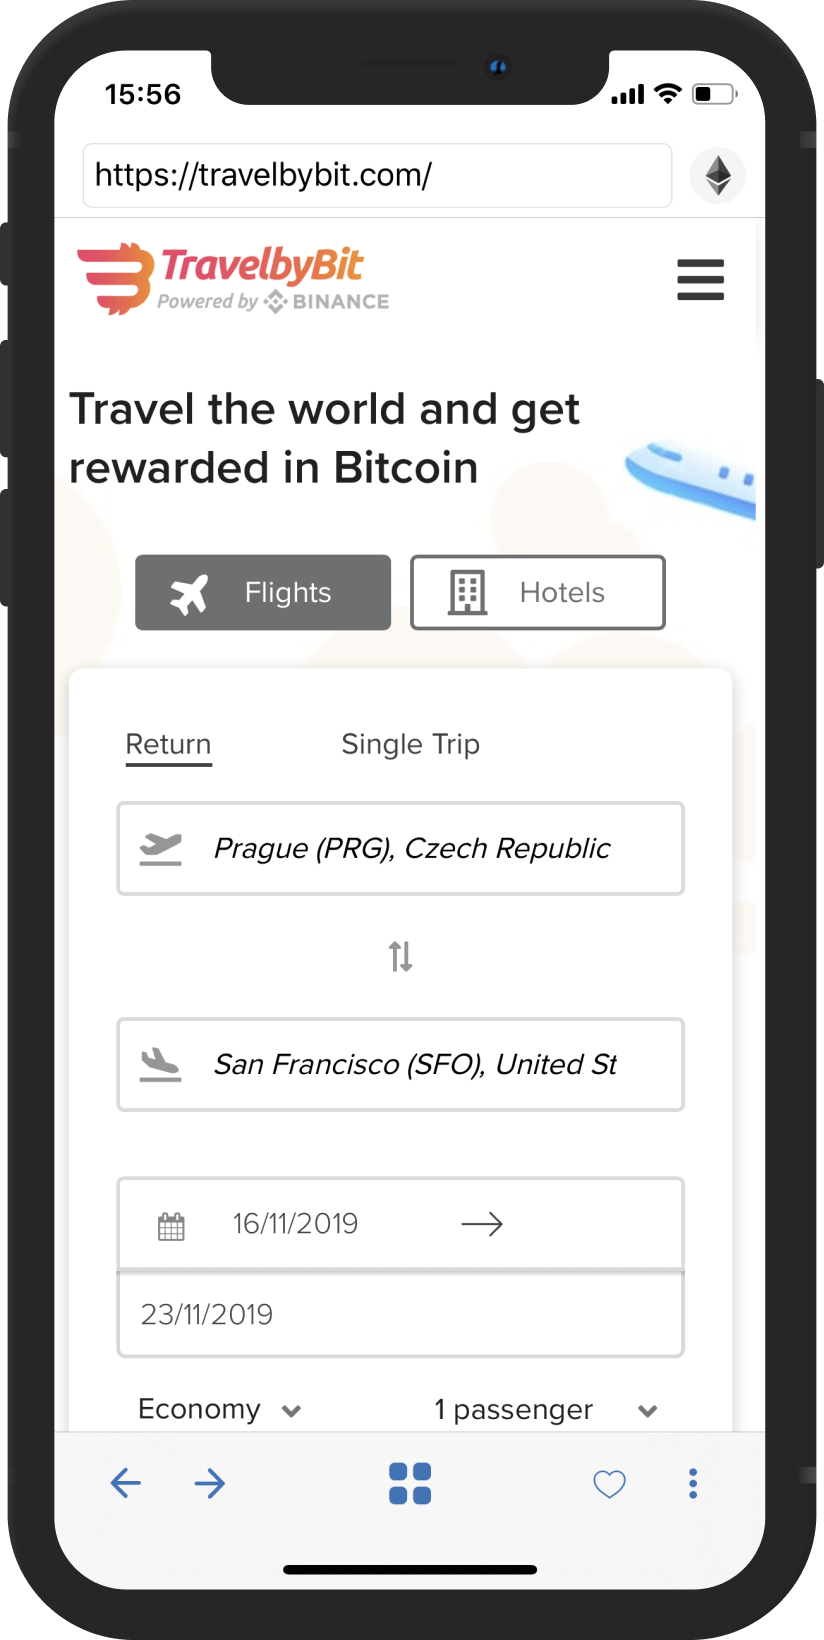 15:56
https://travelbybit.com/
TravelbyBit
Powered by BINANCE
Travel the world and get
rewarded in Bitcoin
Flights
Hotels
Return
Single Trip
Prague (PRG), Czech Republic
San Francisco (SFO), United St
16/11/2019
23/11/2019
Economy
1 passenger